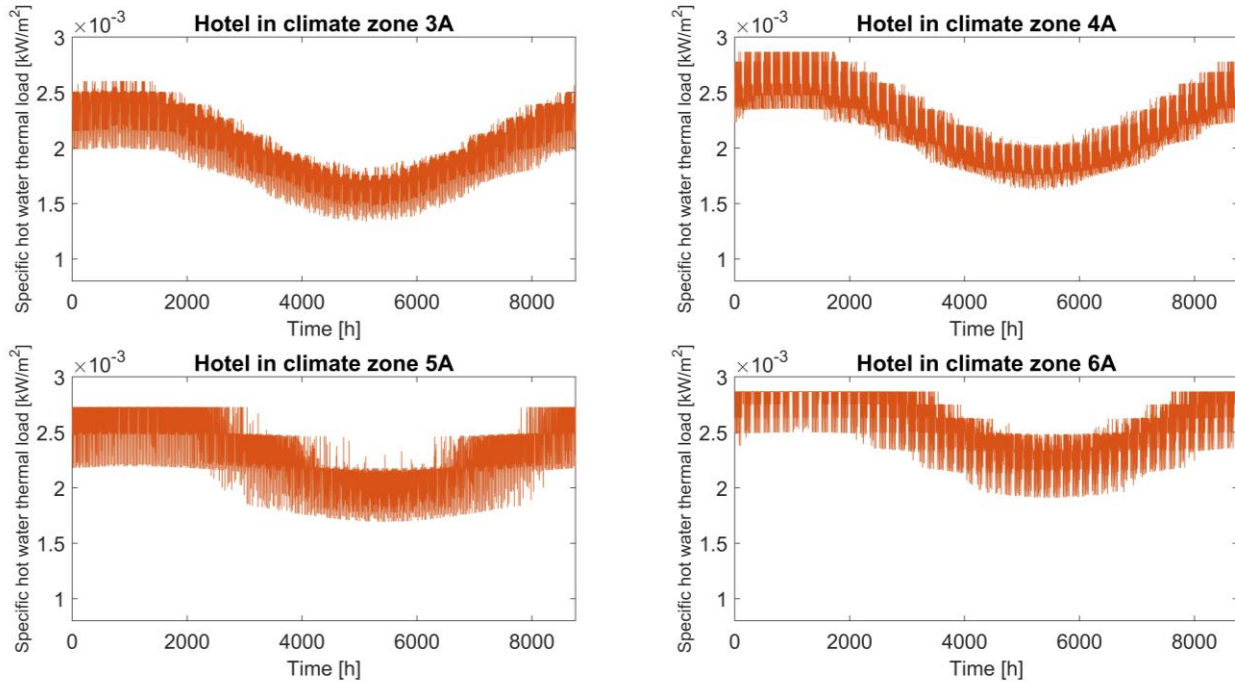 ×10⁻³
Hotel in climate zone 3A
Specific hot water thermal load [kW/m²]
3
2.5
2
1.5
1
0 2000 4000 6000 8000
Time [h]
×10⁻³
Hotel in climate zone 4A
Specific hot water thermal load [kW/m²]
3
2.5
2
1.5
1
0 2000 4000 6000 8000
Time [h]
×10⁻³
Hotel in climate zone 5A
Specific hot water thermal load [kW/m²]
3
2.5
2
1.5
1
0 2000 4000 6000 8000
Time [h]
×10⁻³
Hotel in climate zone 6A
Specific hot water thermal load [kW/m²]
3
2.5
2
1.5
1
0 2000 4000 6000 8000
Time [h]